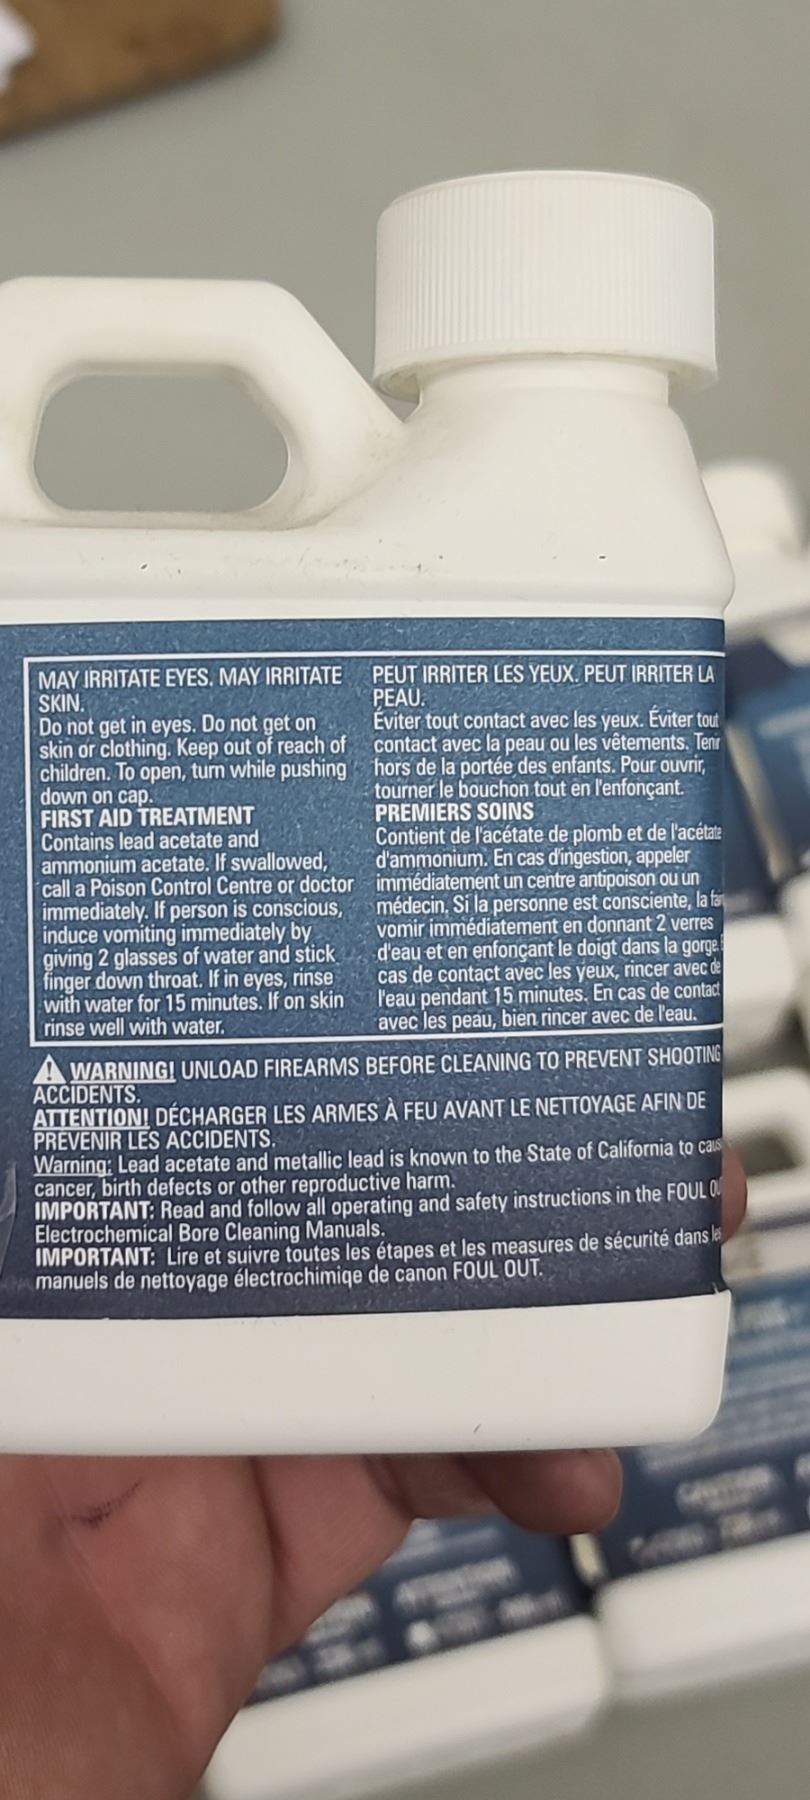 MAY IRRITATE EYES. MAY IRRITATE
SKIN.
Do not get in eyes. Do not get on
skin or clothing. Keep out of reach of
children. To open, turn while pushing
down on cap.
FIRST AID TREATMENT
Contains lead acetate and
ammonium acetate. If swallowed,
call a Poison Control Centre or doctor
immediately. If person is conscious,
induce vomiting immediately by
giving 2 glasses of water and stick
finger down throat. If in eyes, rinse
with water for 15 minutes. If on skin
rinse well with water.
PEUT IRRITER LES YEUX. PEUT IRRITER LA
PEAU.
Éviter tout contact avec les yeux. Éviter tout
contact avec la peau ou les vêtements. Tenir
hors de la portée des enfants. Pour ouvrir,
tourner le bouchon tout en l'enfonçant.
PREMIERS SOINS
Contient de l'acétate de plomb et de l'acétate
d'ammonium. En cas d'ingestion, appeler
immédiatement un centre antipoison ou un
médecin. Si la personne est consciente, la
vomir immédiatement en donnant 2 verres
d'eau et en enfonçant le doigt dans la gorge.
cas de contact avec les yeux, rincer avec de
l'eau pendant 15 minutes. En cas de contact
avec les peau, bien rincer avec de l'eau.
WARNING! UNLOAD FIREARMS BEFORE CLEANING TO PREVENT SHOOTING
ACCIDENTS.
ATTENTION! DÉCHARGER LES ARMES À FEU AVANT LE NETTOYAGE AFIN DE
PRÉVENIR LES ACCIDENTS.
Warning: Lead acetate and metallic lead is known to the State of California to
cancer, birth defects or other reproductive harm.
IMPORTANT: Read and follow all operating and safety instructions in the FOUL
Electrochemical Bore Cleaning Manuals.
IMPORTANT: Lire et suivre toutes les étapes et les measures de sécurité dans les
manuels de nettoyage électrochimiqe de canon FOUL OUT.